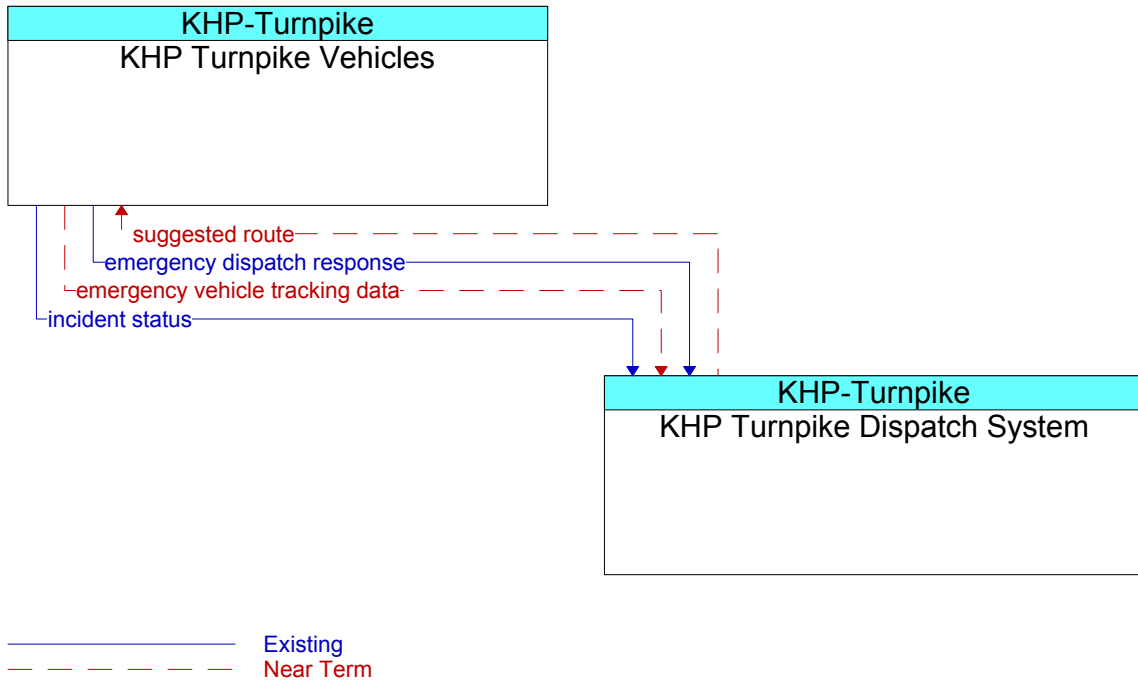 KHP-Turnpike
KHP Turnpike Vehicles
suggested route
emergency dispatch response
emergency vehicle tracking data
incident status
KHP-Turnpike
KHP Turnpike Dispatch System
Existing
Near Term